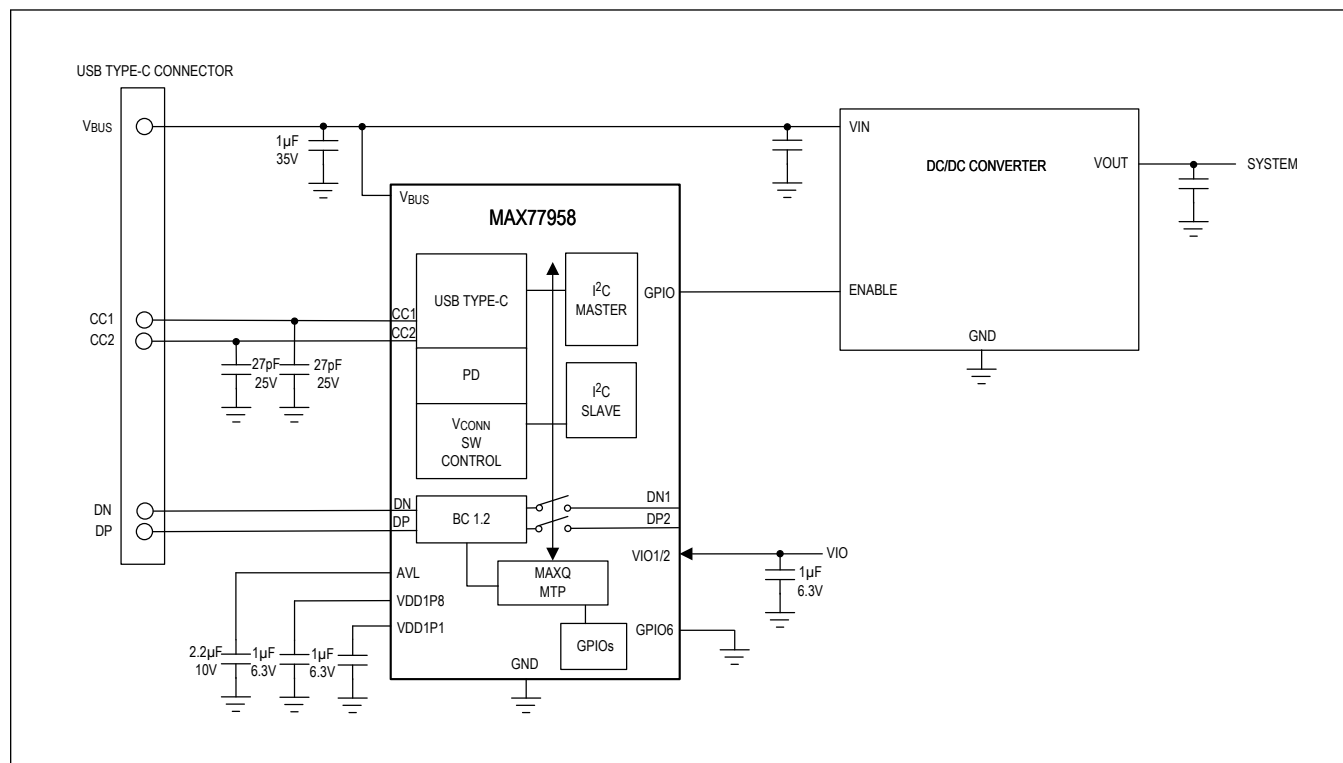 USB TYPE-C CONNECTOR
VBUS
1µF
35V
VIN
DC/DC CONVERTER
VOUT
SYSTEM
VBUS
MAX77958
USB TYPE-C
I2C
MASTER
GPIO
ENABLE
GND
CC1
CC2
CC1
CC2
27pF
25V
27pF
25V
PD
I2C
SLAVE
VCONN
SW
CONTROL
DN
DP
DN
DP
BC 1.2
DN1
DP2
VIO1/2
VIO
1µF
6.3V
AVL
VDD1P8
VDD1P1
MAXQ
MTP
GPIO6
GPIOs
2.2µF
10V
1µF
6.3V
1µF
6.3V
GND